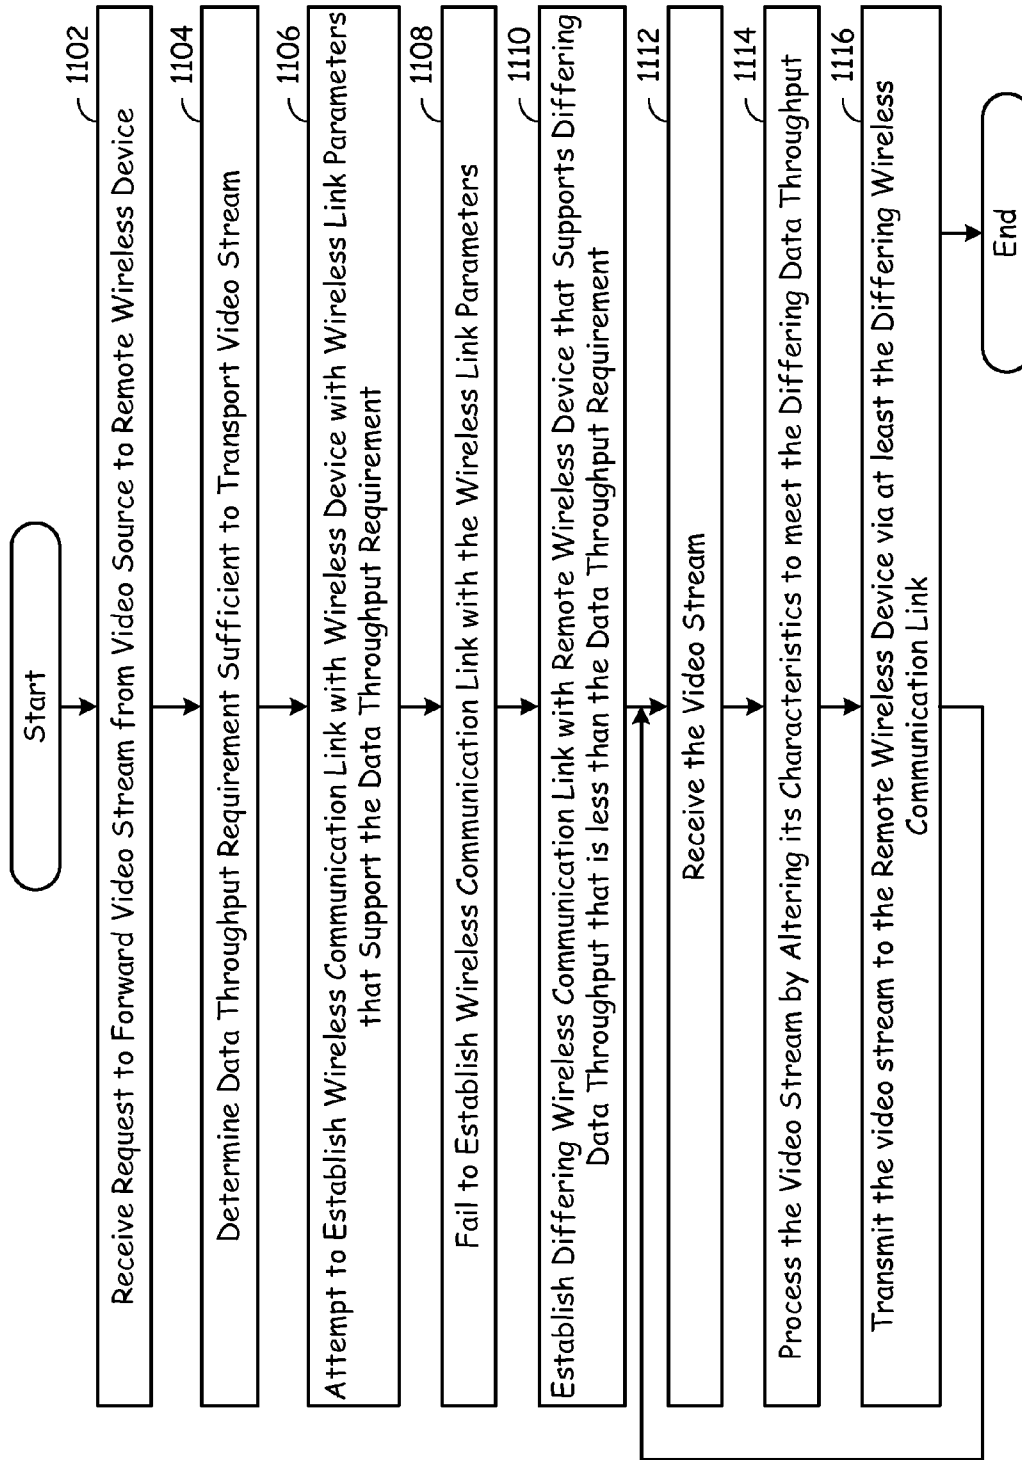 Start
1102
Receive Request to Forward Video Stream from Video Source to Remote Wireless Device
1104
Determine Data Throughput Requirement Sufficient to Transport Video Stream
1106
Attempt to Establish Wireless Communication Link with Wireless Device with Wireless Link Parameters
that Support the Data Throughput Requirement
1108
Fail to Establish Wireless Communication Link with the Wireless Link Parameters
1110
Establish Differing Wireless Communication Link with Remote Wireless Device that Supports Differing
Data Throughput that is less than the Data Throughput Requirement
1112
Receive the Video Stream
1114
Process the Video Stream by Altering its Characteristics to meet the Differing Data Throughput
1116
Transmit the video stream to the Remote Wireless Device via at least the Differing Wireless
Communication Link
End